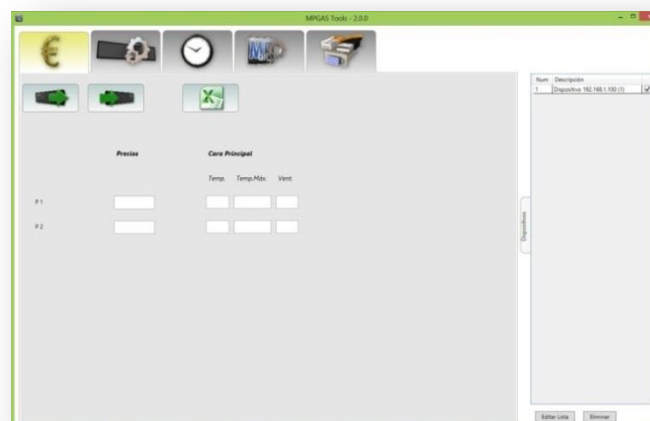 MPGAS Tools - 2.0.0
Num Descripción
1 Dispositivo 192.168.1.100 (1)
Precios Cara Principal
Temp. Temp.Máx. Vent.
P 1
P 2
Dispositivos
Editar Lista Eliminar